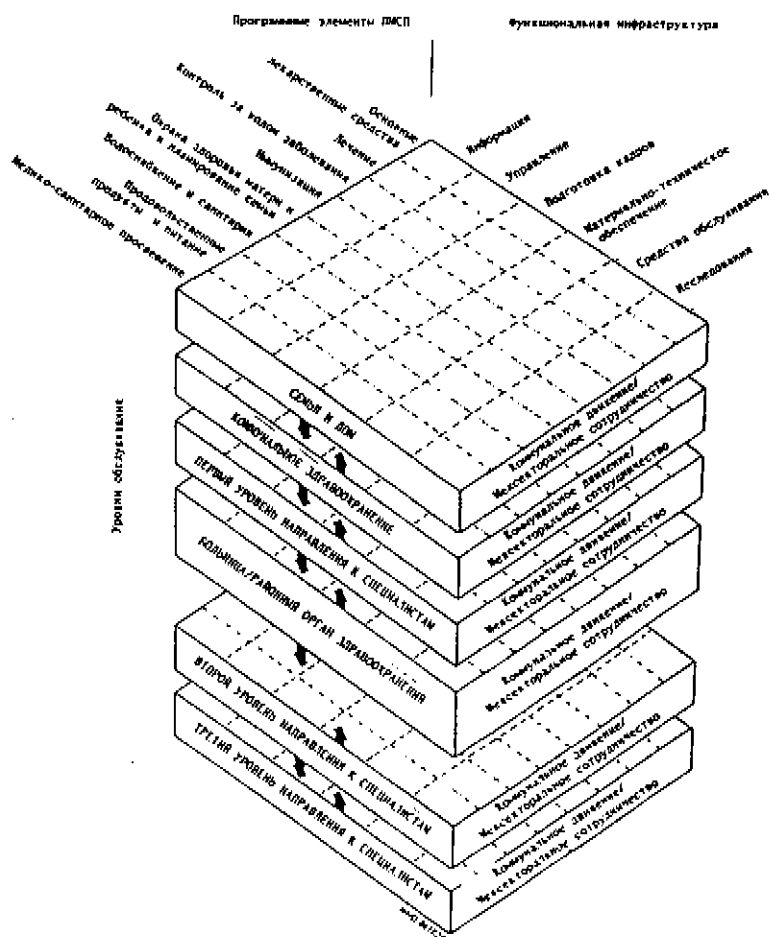 Программные элементы ПМСП
Функциональная инфраструктура
Основные
лекарственные средства
Лечение
Контроль за ходом заболевания
Иммунизация
Охрана здоровья матери и
ребенка и планирование семьи
Водоснабжение и санитария
Продовольственные
продукты и питание
Медико-санитарное просвещение
Информация
Управление
Подготовка кадров
Материально-техническое
обеспечение
Средства обслуживания
Исследования
Уровни обслуживания
СЕМЬЯ И ДОМ
Коммунальное движение/
Межсекторальное сотрудничество
КОММУНАЛЬНОЕ ЗДРАВООХРАНЕНИЕ
Коммунальное движение/
Межсекторальное сотрудничество
ПЕРВЫЙ УРОВЕНЬ НАПРАВЛЕНИЯ К СПЕЦИАЛИСТАМ
Коммунальное движение/
Межсекторальное сотрудничество
БОЛЬНИЦА/РАЙОННЫЙ ОРГАН ЗДРАВООХРАНЕНИЯ
Коммунальное движение/
Межсекторальное сотрудничество
ВТОРОЙ УРОВЕНЬ НАПРАВЛЕНИЯ К СПЕЦИАЛИСТАМ
Коммунальное движение/
Межсекторальное сотрудничество
ТРЕТИЙ УРОВЕНЬ НАПРАВЛЕНИЯ К СПЕЦИАЛИСТАМ
Коммунальное движение/
Межсекторальное сотрудничество